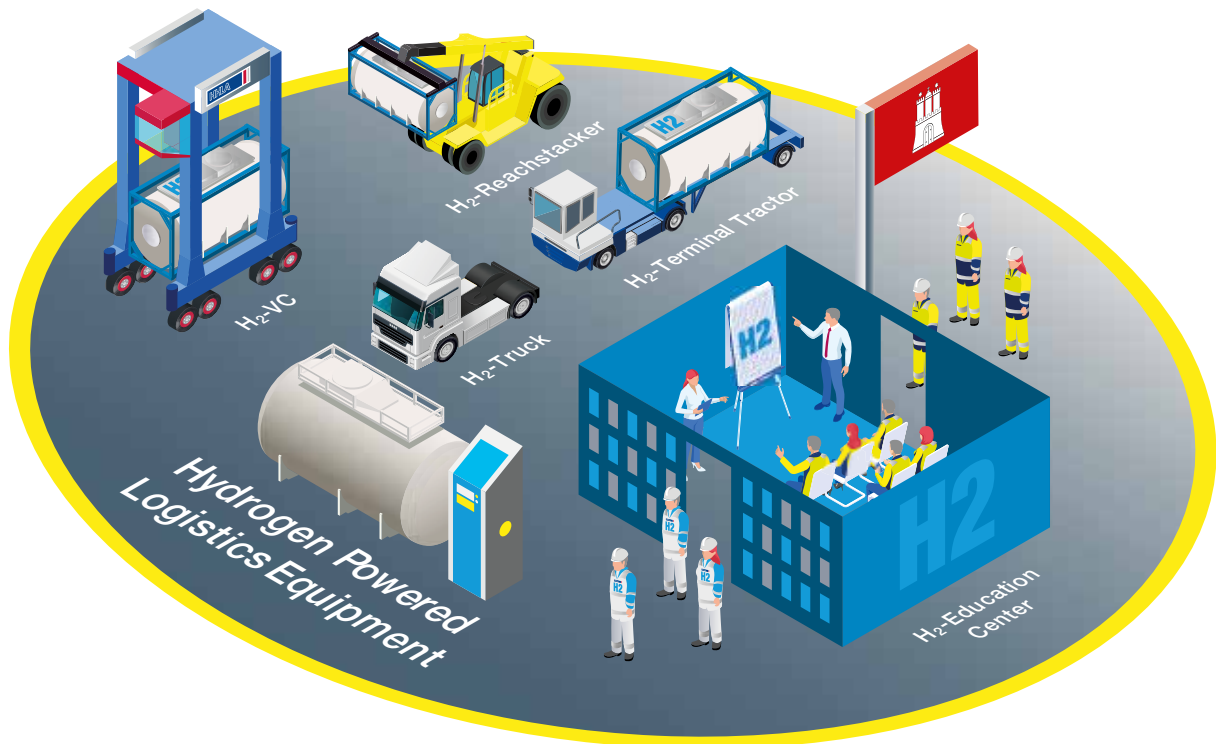 HHLA
H2
H₂-VC
H₂-Reachstacker
H2
H₂-Terminal Tractor
H₂-Truck
Hydrogen Powered
Logistics Equipment
H2
H2
H2
H2
H2
H₂-Education
Center